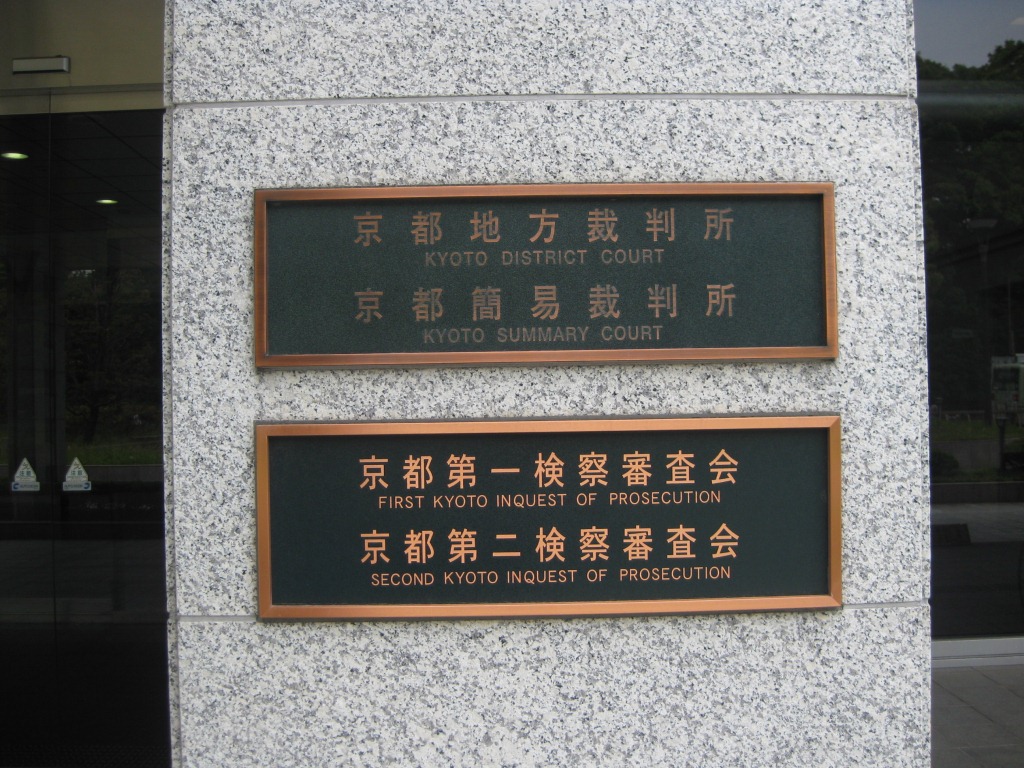 京都地方裁判所
KYOTO DISTRICT COURT
京都簡易裁判所
KYOTO SUMMARY COURT
京都第一検察審査会
FIRST KYOTO INQUEST OF PROSECUTION
京都第二検察審査会
SECOND KYOTO INQUEST OF PROSECUTION